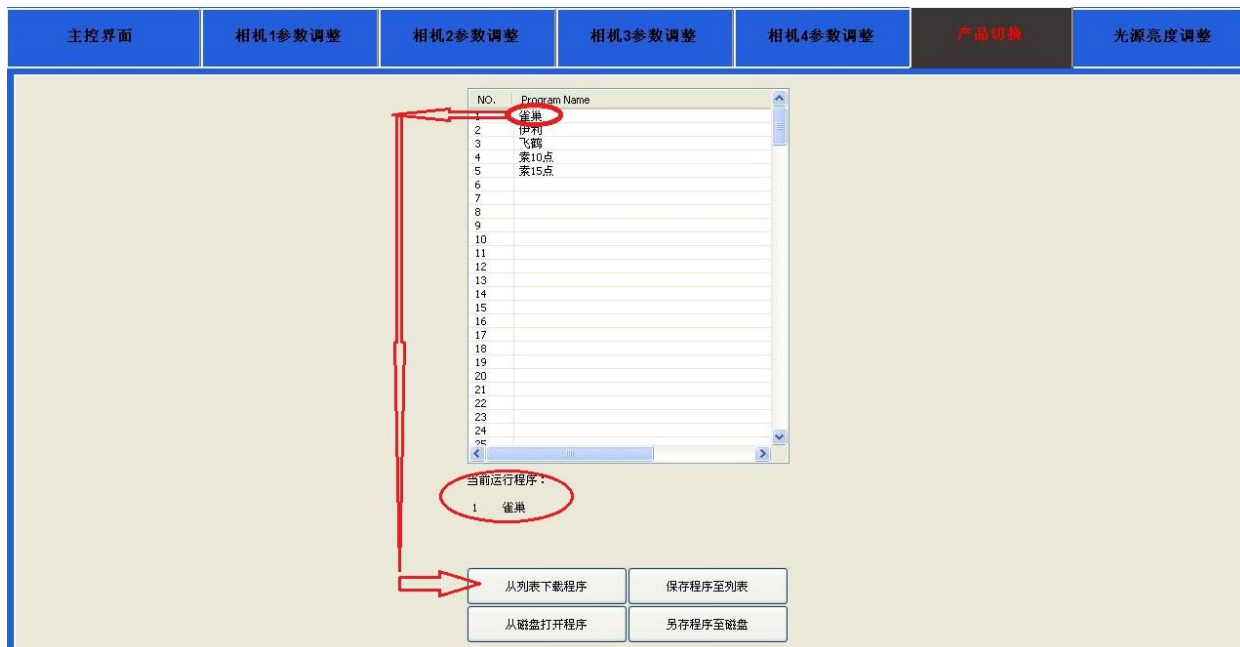 主控界面 相机1参数调整 相机2参数调整 相机3参数调整 相机4参数调整 产品切换 光源亮度调整
NO. Program Name
1 雀巢
2 伊利
3 飞鹤
4 素10点
5 素15点
6
7
8
9
10
11
12
13
14
15
16
17
18
19
20
21
22
23
24
25
当前运行程序：
1 雀巢
从列表下载程序 保存程序至列表
从磁盘打开程序 另存程序至磁盘